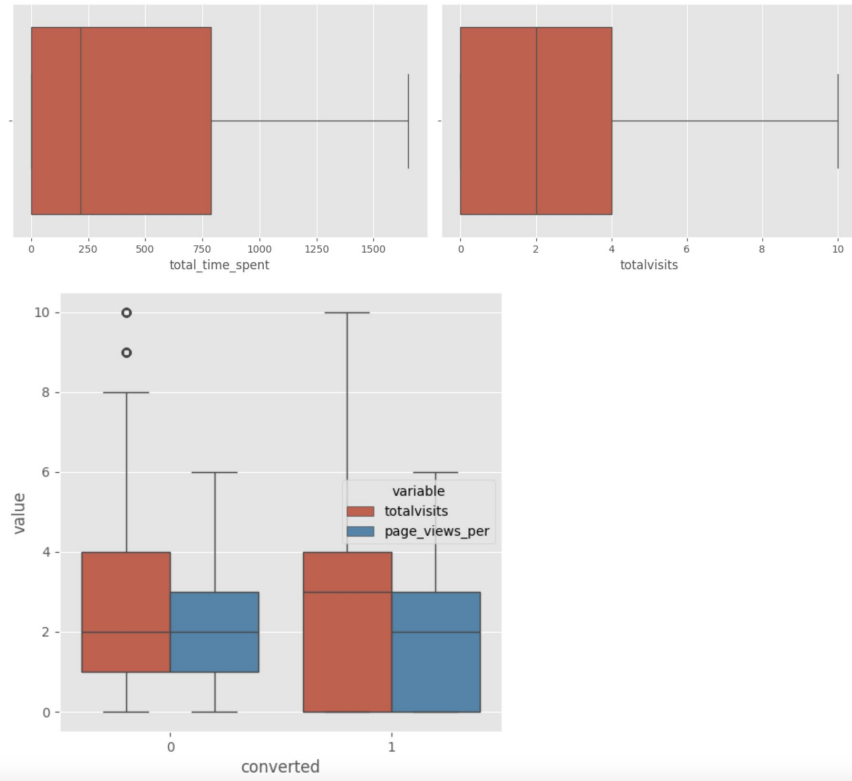 0 250 500 750 1000 1250 1500
total_time_spent
0 2 4 6 8 10
totalvisits
10
8
variable
6
totalvisits
value
page_views_per
4
2
0
0 1
converted